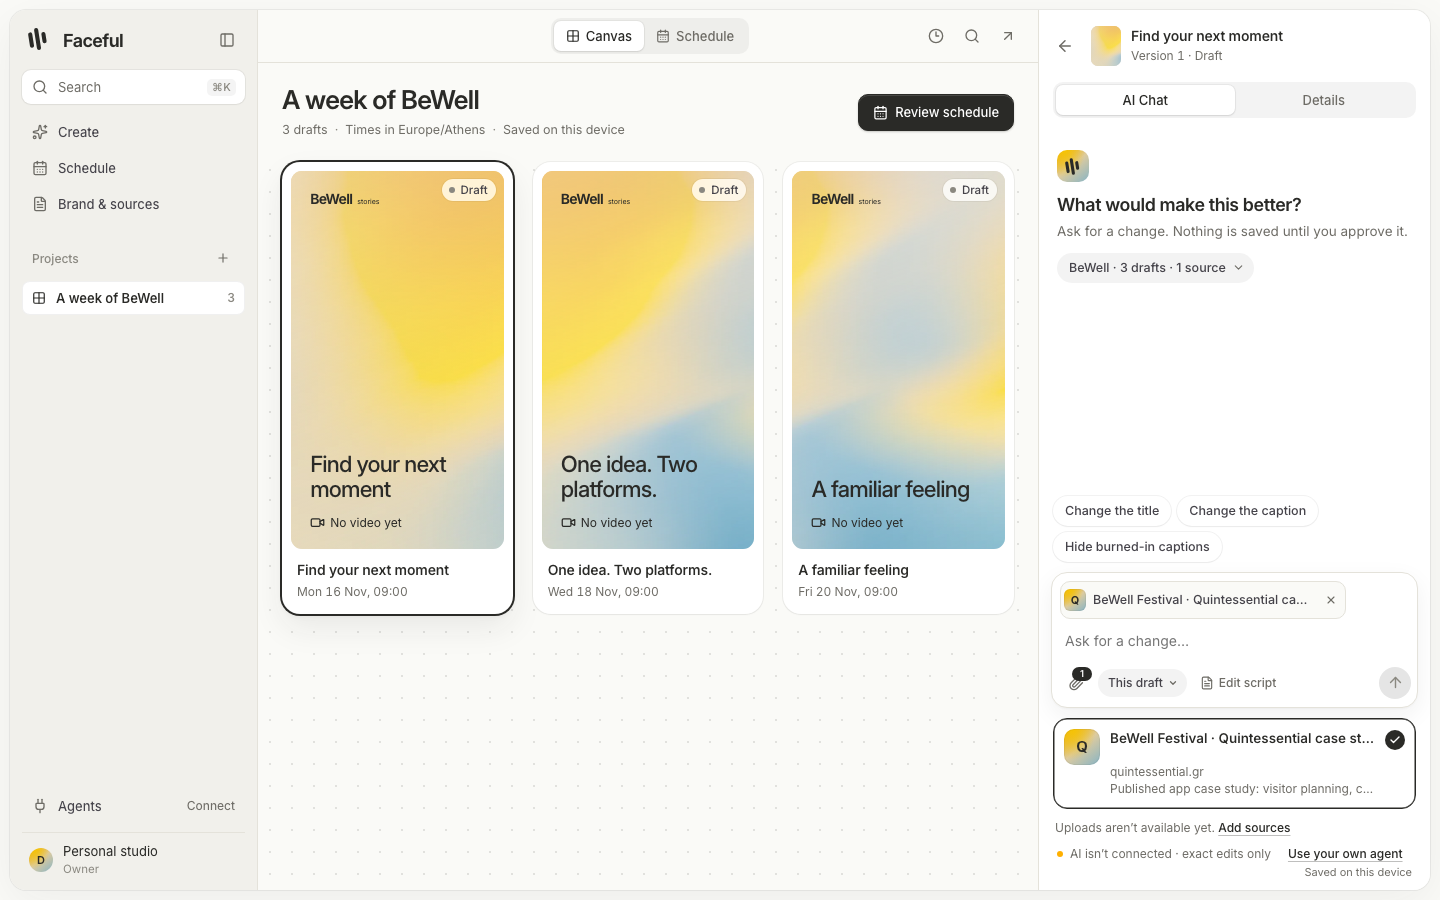 Faceful
Search ⌘K
Create
Schedule
Brand & sources
Projects
A week of BeWell 3
Agents Connect
D
Personal studio
Owner
Canvas Schedule
A week of BeWell
3 drafts · Times in Europe/Athens · Saved on this device
Review schedule
BeWell stories
Draft
Find your next
moment
No video yet
Find your next moment
Mon 16 Nov, 09:00
BeWell stories
Draft
One idea. Two
platforms.
No video yet
One idea. Two platforms.
Wed 18 Nov, 09:00
BeWell stories
Draft
A familiar feeling
No video yet
A familiar feeling
Fri 20 Nov, 09:00
Find your next moment
Version 1 · Draft
AI Chat Details
What would make this better?
Ask for a change. Nothing is saved until you approve it.
BeWell · 3 drafts · 1 source
Change the title Change the caption
Hide burned-in captions
Q BeWell Festival · Quintessential ca...
Ask for a change...
1 This draft Edit script
Q
BeWell Festival · Quintessential case st...
quintessential.gr
Published app case study: visitor planning, c...
Uploads aren't available yet. Add sources
AI isn't connected · exact edits only Use your own agent
Saved on this device